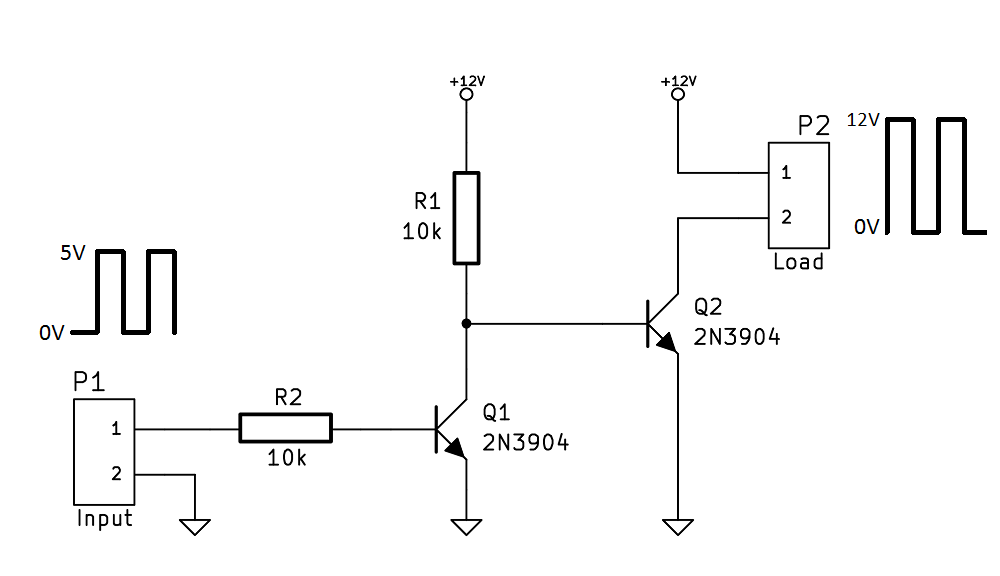 +12V
+12V
P2
12V
1
R1
10k
2
0V
Load
5V
0V
Q2
2N3904
P1
R2
1
10k
Q1
2N3904
2
Input